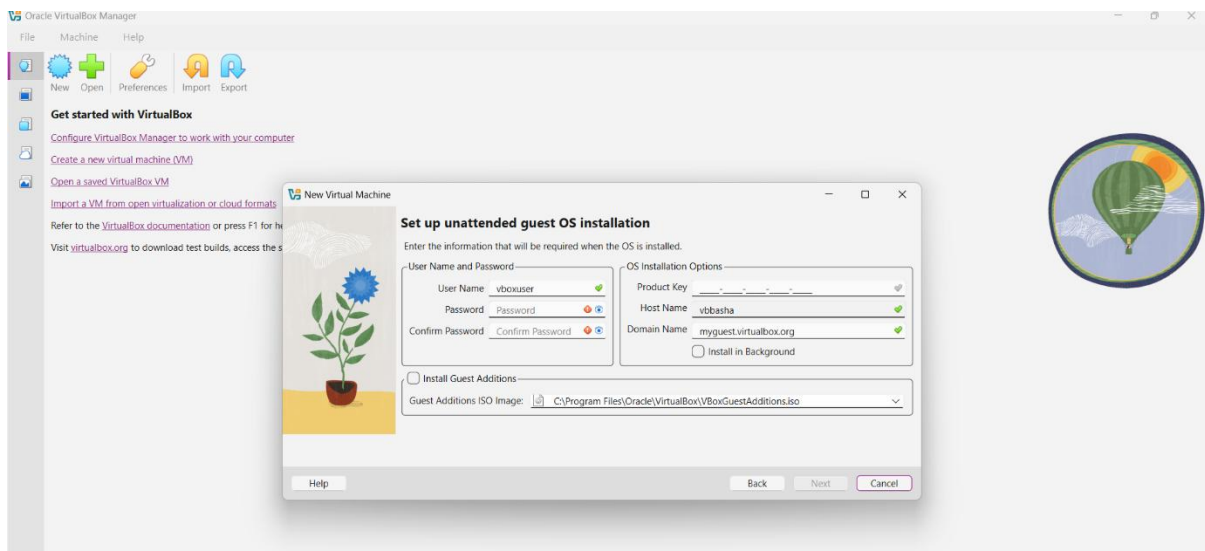 Oracle VirtualBox Manager
File Machine Help
New Open Preferences Import Export
Get started with VirtualBox
Configure VirtualBox Manager to work with your computer
Create a new virtual machine (VM)
Open a saved VirtualBox VM
Import a VM from open virtualization or cloud formats
Refer to the VirtualBox documentation or press F1 for
Visit virtualbox.org to download test builds, access the
New Virtual Machine
Set up unattended guest OS installation
Enter the information that will be required when the OS is installed.
User Name and Password
User Name vboxuser
Password Password
Confirm Password Confirm Password
OS Installation Options
Product Key ____-____-____-____-____
Host Name vbbasha
Domain Name myguest.virtualbox.org
Install in Background
Install Guest Additions
Guest Additions ISO Image: C:\Program Files\Oracle\VirtualBox\VBoxGuestAdditions.iso
Help Back Next Cancel